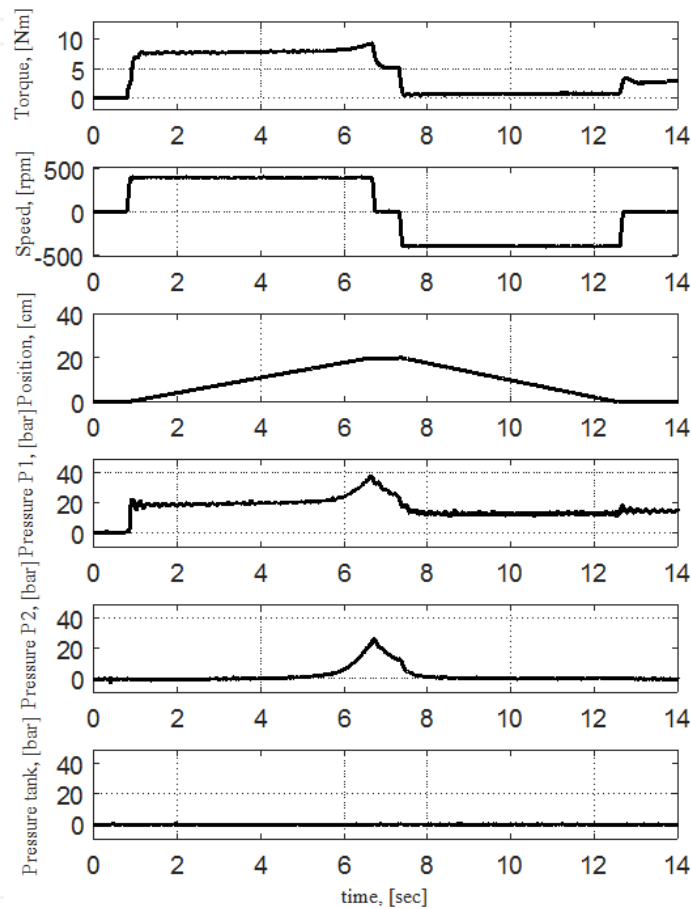 Torque, [Nm]
10
5
0
0 2 4 6 8 10 12 14
Speed, [rpm]
500
0
-500
0 2 4 6 8 10 12 14
Position, [cm]
40
20
0
0 2 4 6 8 10 12 14
Pressure P1, [bar]
40
20
0
0 2 4 6 8 10 12 14
Pressure P2, [bar]
40
20
0
0 2 4 6 8 10 12 14
Pressure tank, [bar]
40
20
0
0 2 4 6 8 10 12 14
time, [sec]